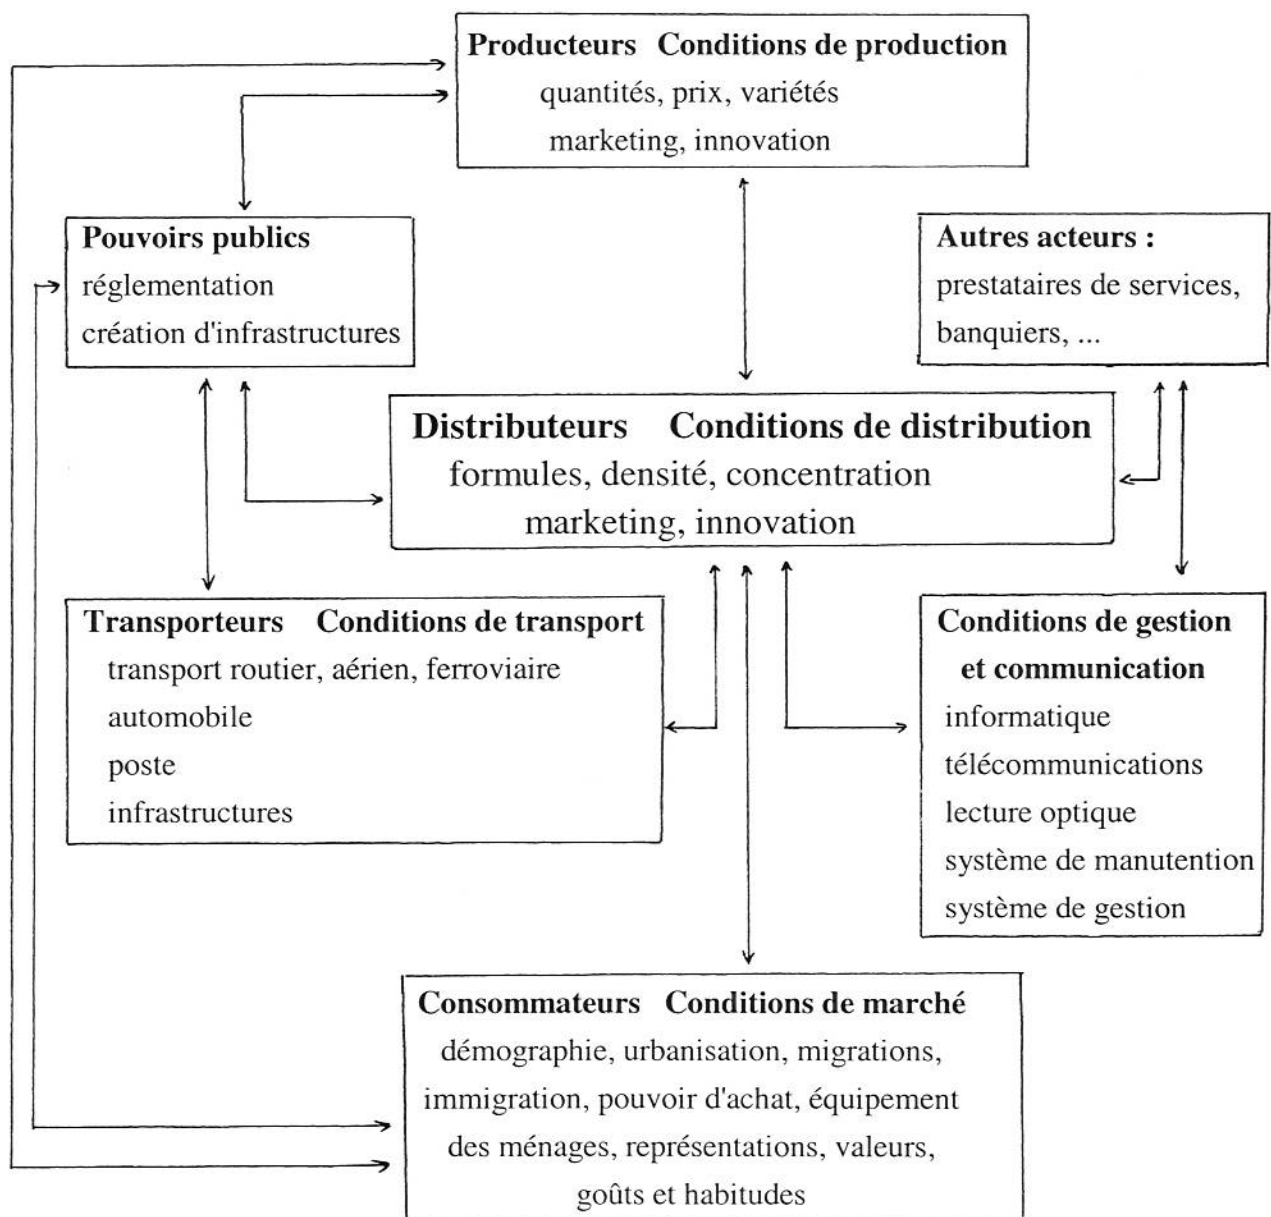 Producteurs Conditions de production
quantités, prix, variétés
marketing, innovation
Pouvoirs publics
réglementation
création d'infrastructures
Autres acteurs :
prestataires de services,
banquiers, ...
Distributeurs Conditions de distribution
formules, densité, concentration
marketing, innovation
Transporteurs Conditions de transport
transport routier, aérien, ferroviaire
automobile
poste
infrastructures
Conditions de gestion
et communication
informatique
télécommunications
lecture optique
système de manutention
système de gestion
Consommateurs Conditions de marché
démographie, urbanisation, migrations,
immigration, pouvoir d'achat, équipement
des ménages, représentations, valeurs,
goûts et habitudes